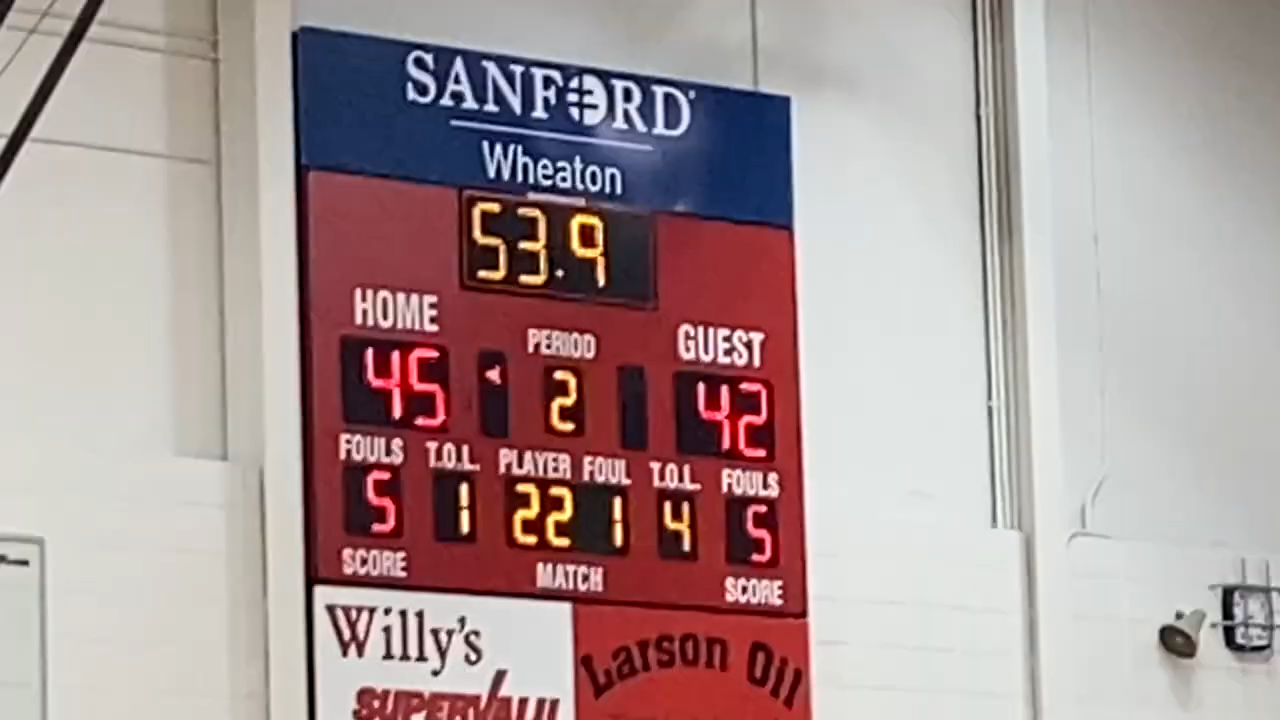 SANFORD
Wheaton
53.9
HOME
PERIOD
GUEST
45
2
42
FOULS T.O.L. PLAYER FOUL T.O.L. FOULS
5 1 22 1 4 5
SCORE MATCH SCORE
Willy's
SUPERVALU
Larson Oil